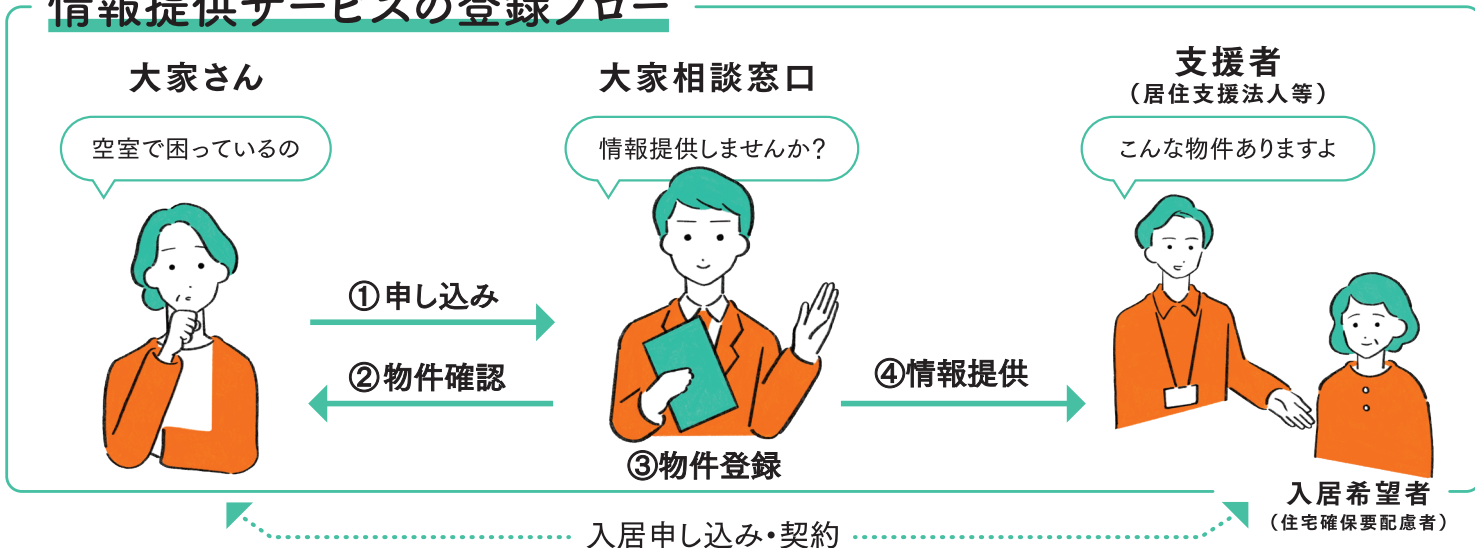 情報提供サービスの登録フロー
大家さん
空室で困っているの
大家相談窓口
情報提供しませんか?
支援者
（居住支援法人等）
こんな物件ありますよ
①申し込み
②物件確認
③物件登録
④情報提供
入居希望者
（住宅確保要配慮者）
入居申し込み・契約